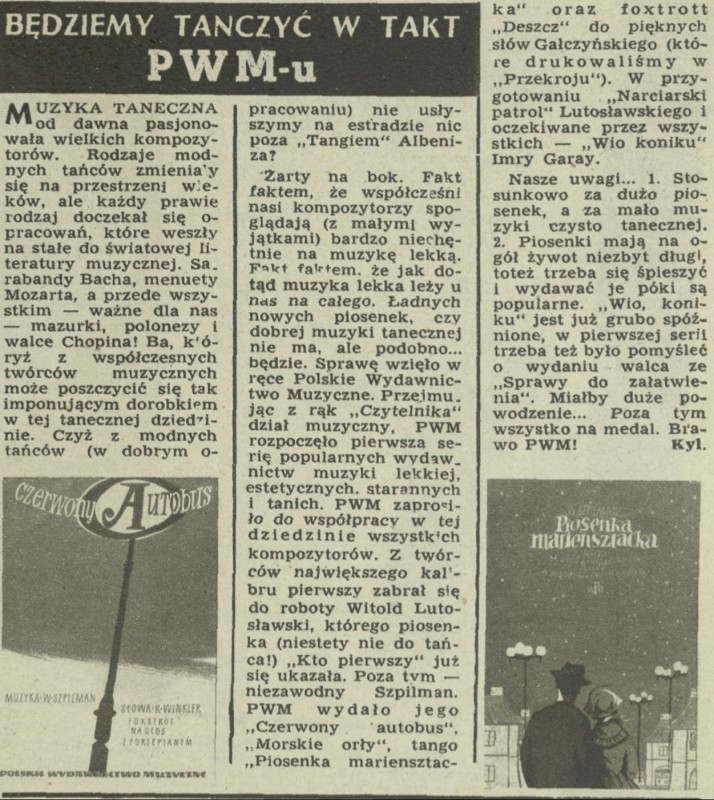 BĘDZIEMY TANCZYĆ W TAKT
PWM-u
MUZYKA TANECZNA
od dawna pasjono-
wała wielkich kompozy-
torów. Rodzaje mod-
nych tańców zmienia'y
się na przestrzeni wie-
ków, ale każdy prawie
rodzaj doczekał się o-
pracowań, które weszły
na stałe do światowej li-
teratury muzycznej. Sa-
rabandy Bacha, menuety
Mozarta, a przede wszy-
stkim — ważne dla nas
— mazurki, polonezy i
walce Chopina! Ba, k'ó-
ryż z współczesnych
twórców muzycznych
może poszczycić się tak
imponującym dorobkiem
w tej tanecznej dziedzi-
nie. Czyż z modnych
tańców (w dobrym o-
pracowaniu) nie usły-
szymy na estradzie nic
poza „Tangiem“ Albeni-
za?
Żarty na bok. Fakt
faktem, że współcześni
nasi kompozytorzy spo-
glądają (z małymi wy-
jątkami) bardzo niechę-
tnie na muzykę lekką.
Fakt faktem, że jak do-
tąd muzyka lekka leży u
nas na całego. Ładnych
nowych piosenek, czy
dobrej muzyki tanecznej
nie ma, ale podobno...
będzie. Sprawę wzięło w
ręce Polskie Wydawnic-
two Muzyczne. Przejmu-
jąc z rąk „Czytelnika“
dział muzyczny, PWM
rozpoczęło pierwsza se-
rię popularnych wydaw-
nictw muzyki lekkiej,
estetycznych, starannych
i tanich. PWM zaprosi-
ło do współpracy w tej
dziedzinie wszystk'ch
kompozytorów. Z twór-
ców największego kal'-
bru pierwszy zabrał się
do roboty Witold Luto-
sławski, którego piosen-
ka (niestety nie do tań-
ca!) „Kto pierwszy“ już
się ukazała. Poza tym —
niezawodny Szpilman.
PWM wydało jego
„Czerwony autobus“,
„Morskie orły“, tango
„Piosenka mariensztac-
ka“ oraz foxtrott
„Deszcz“ do pięknych
słów Gałczyńskiego (któ-
re drukowaliśmy w
„Przekroju“). W przy-
gotowaniu „Narciarski
patrol“ Lutosławskiego i
oczekiwane przez wszy-
stkich — „Wio koniku“
Imry Garay.
Nasze uwagi... 1. Sto-
sunkowo za dużo pio-
senek, a za mało mu-
zyki czysto tanecznej.
2. Piosenki mają na o-
gół żywot niezbyt długi,
toteż trzeba się śpieszyć
i wydawać je póki są
popularne. „Wio, koni-
ku“ jest już grubo spóź-
nione, w pierwszej serii
trzeba też było pomyśleć
o wydaniu walca ze
„Sprawy do załatwie-
nia“. Miałby duże po-
wodzenie... Poza tym
wszystko na medal. Bra-
wo PWM! Kyl.
czerwony AUTOBUS
MUZYKA·W·SZPILMAN
SŁOWA·K·WINKLER
FOKSTROT
NA GŁOS
Z FORTEPIANEM
POLSKIE WYDAWNICTWO MUZYCZNE
Piosenka
mariensztacka